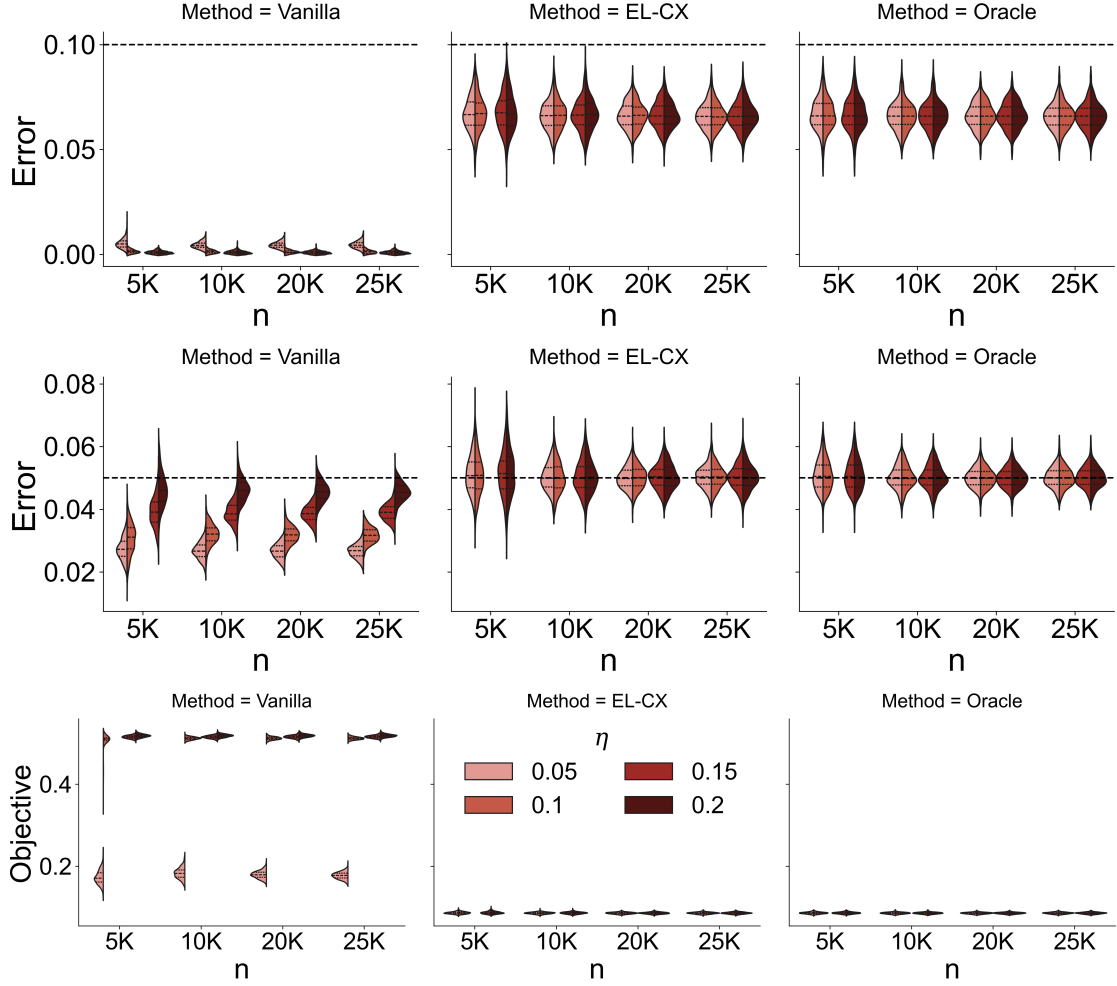 Method = Vanilla
Method = EL-CX
Method = Oracle
Error
0.10
0.05
0.00
5K 10K 20K 25K
5K 10K 20K 25K
5K 10K 20K 25K
n
n
n
Method = Vanilla
Method = EL-CX
Method = Oracle
Error
0.08
0.06
0.04
0.02
5K 10K 20K 25K
5K 10K 20K 25K
5K 10K 20K 25K
n
n
n
Method = Vanilla
Method = EL-CX
Method = Oracle
Objective
0.4
0.2
η
0.05 0.15
0.1 0.2
5K 10K 20K 25K
5K 10K 20K 25K
5K 10K 20K 25K
n
n
n